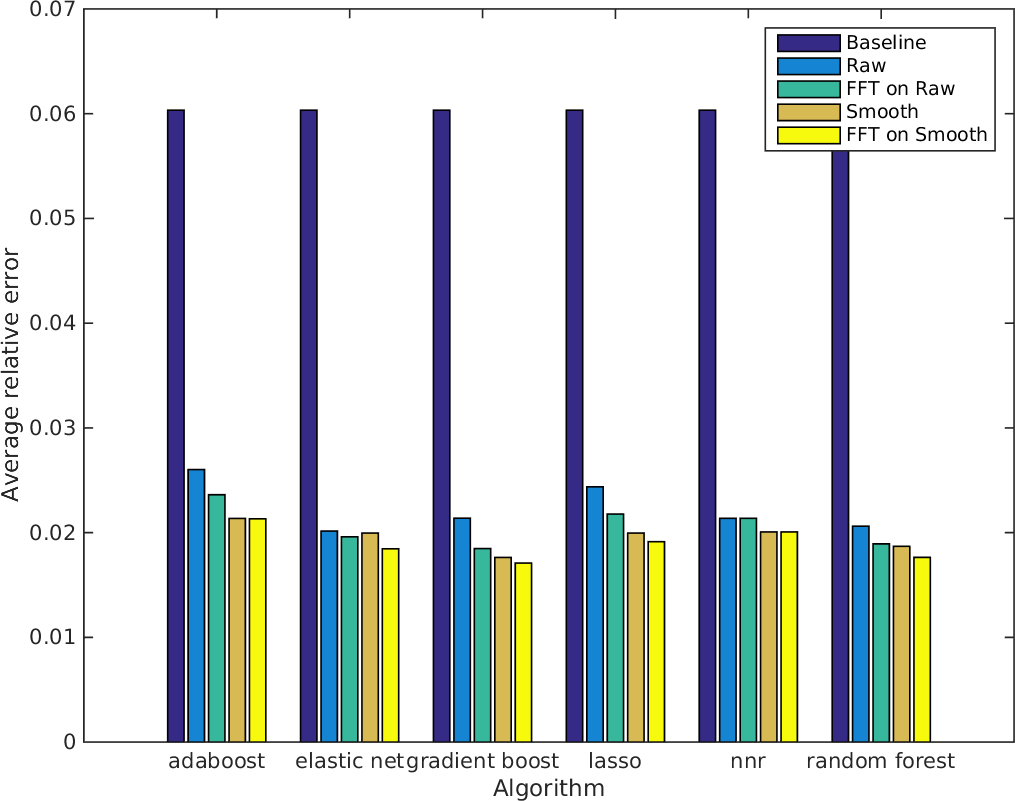 0.07
0.06
0.05
0.04
0.03
0.02
0.01
0
Average relative error
Baseline
Raw
FFT on Raw
Smooth
FFT on Smooth
adaboost
elastic net
gradient boost
lasso
nnr
random forest
Algorithm